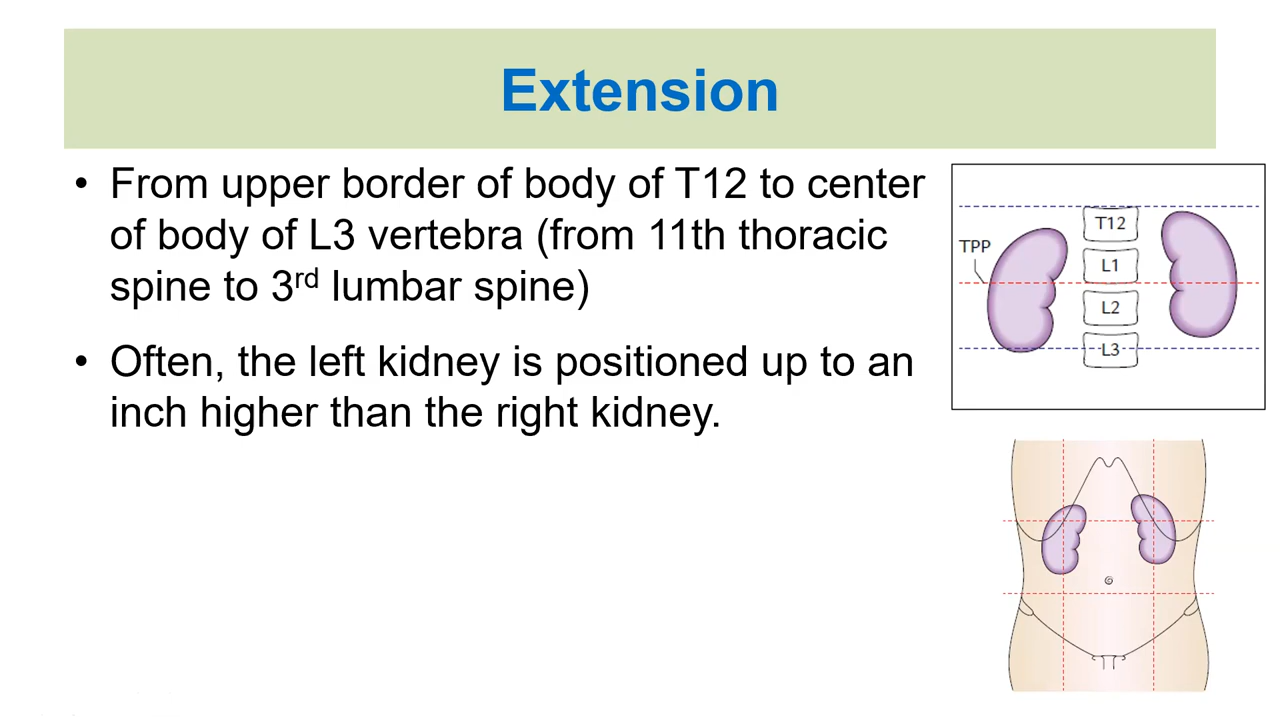 Extension
• From upper border of body of T12 to center
of body of L3 vertebra (from 11th thoracic
spine to 3rd lumbar spine)
• Often, the left kidney is positioned up to an
inch higher than the right kidney.
T12
TPP
L1
L2
L3